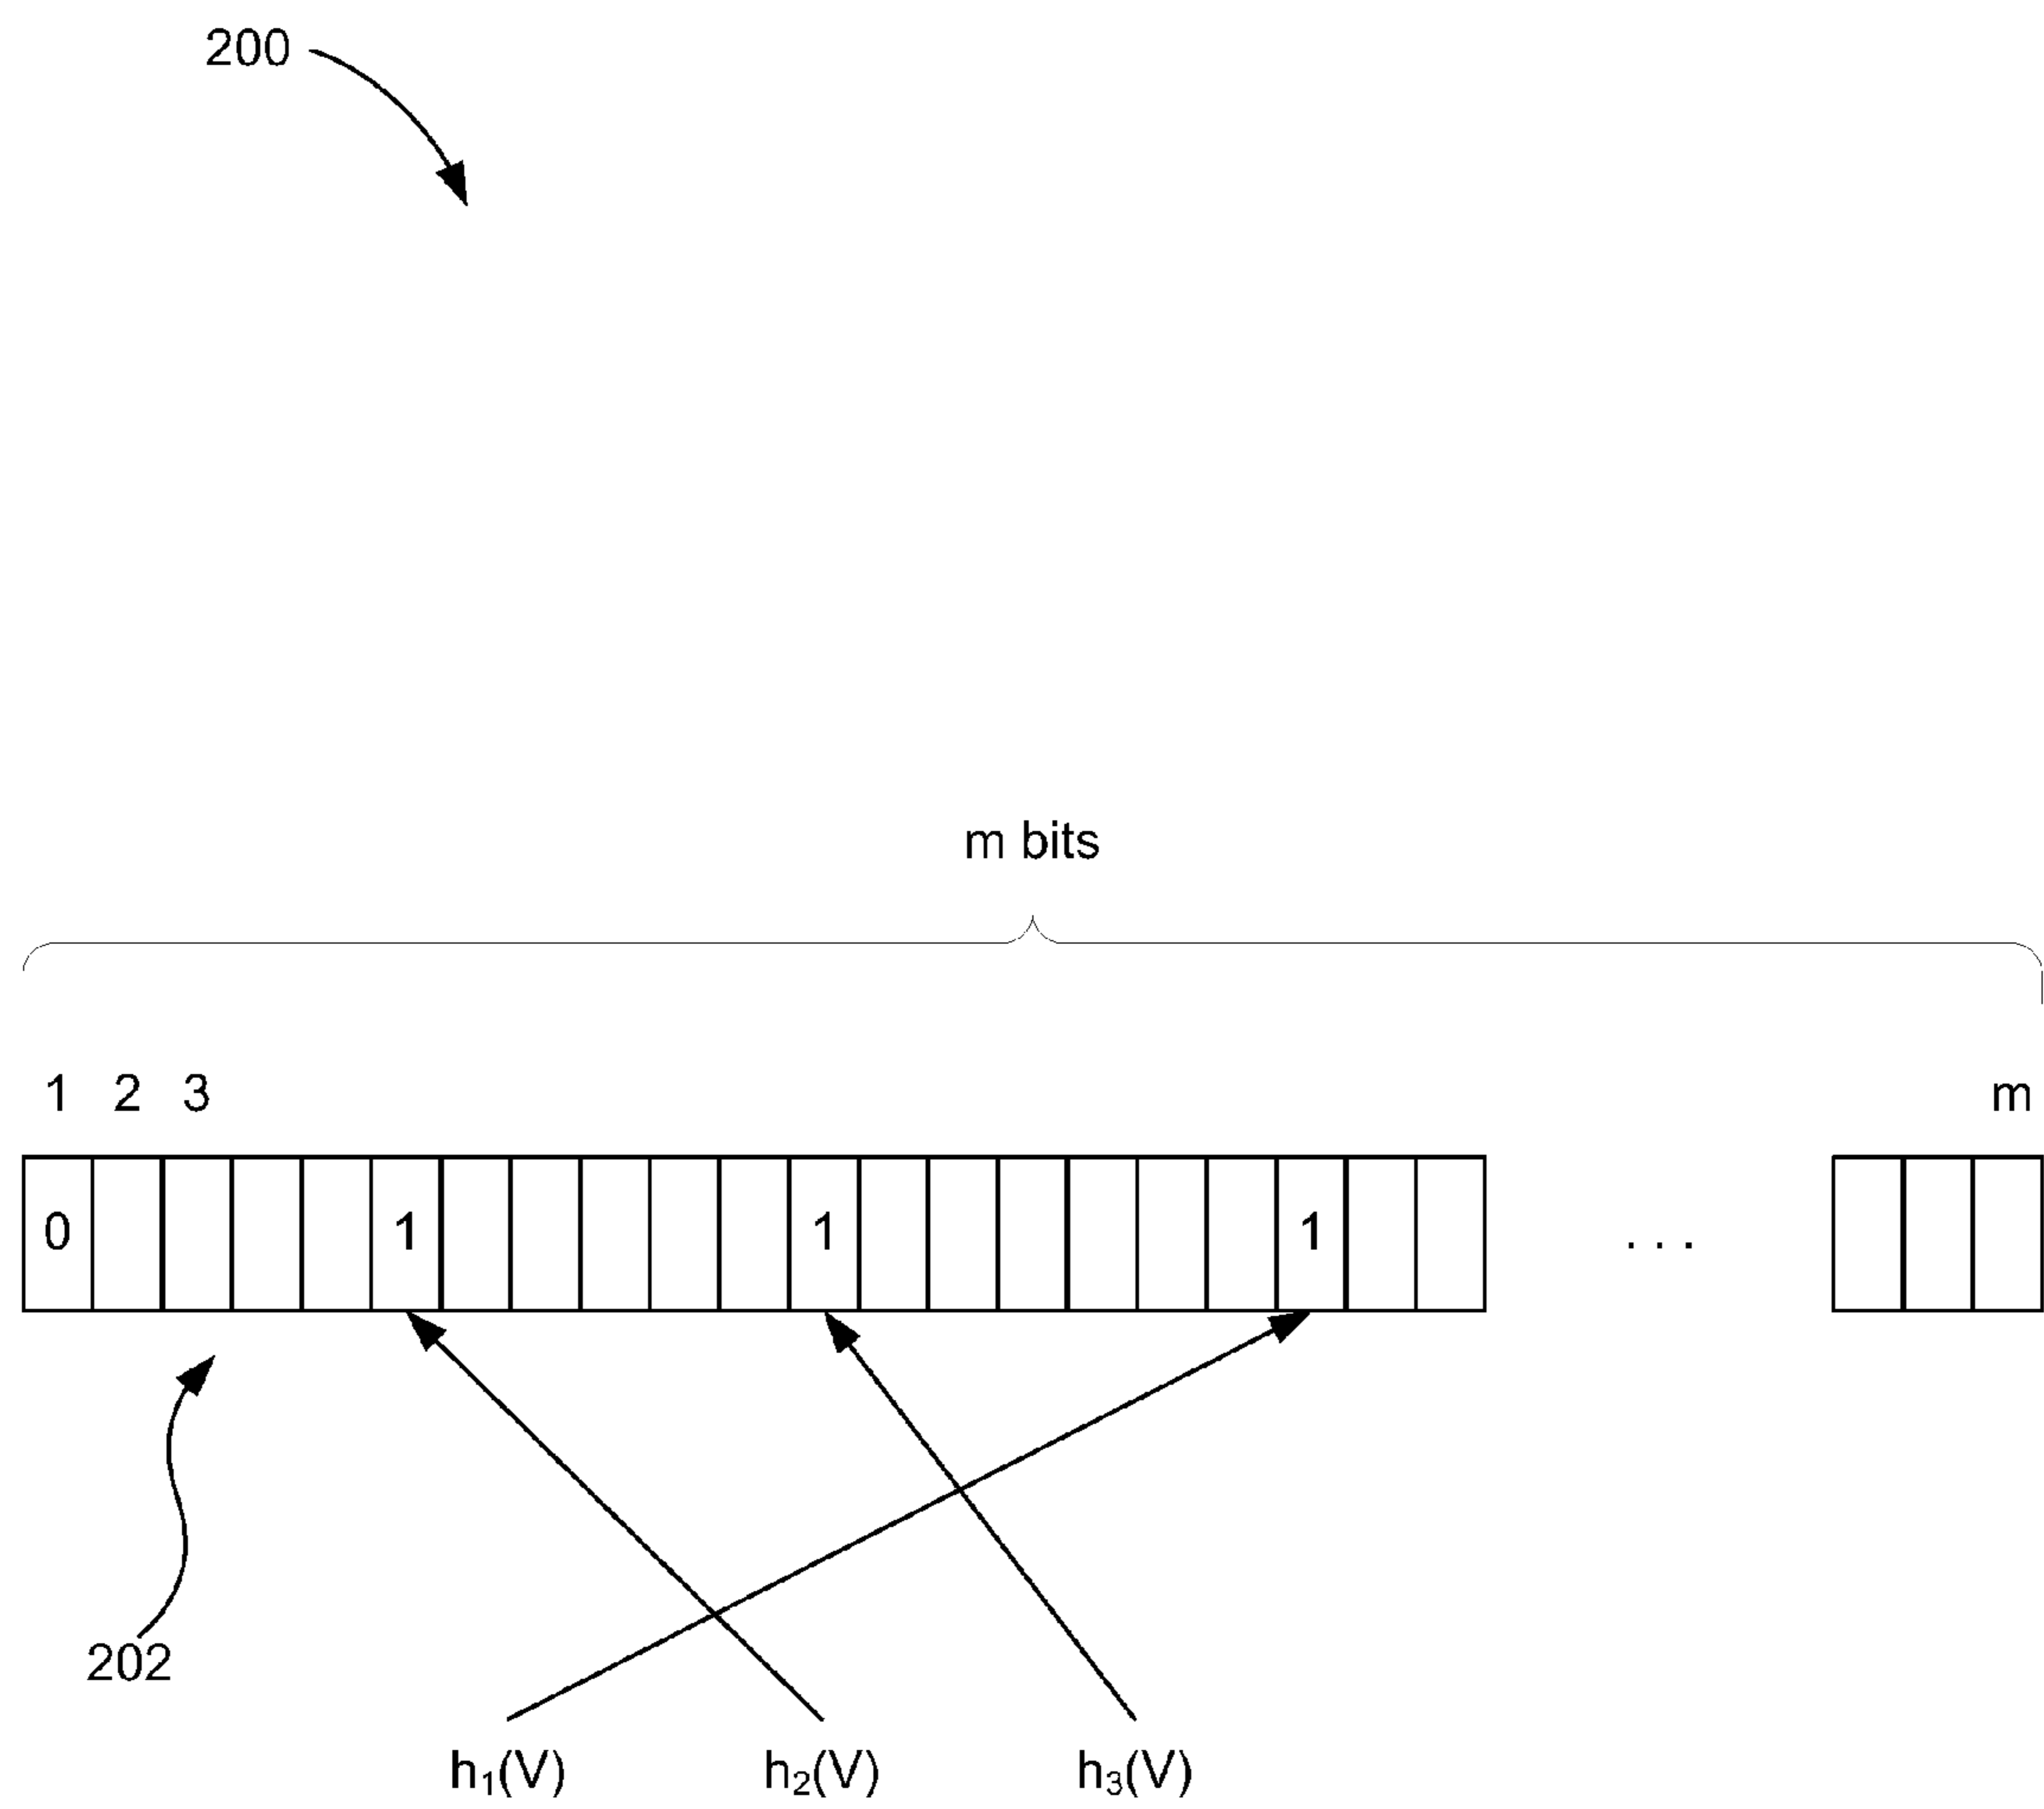 200
m bits
1 2 3 m
0 1 1 1 . . .
202
h₁(V) h₂(V) h₃(V)